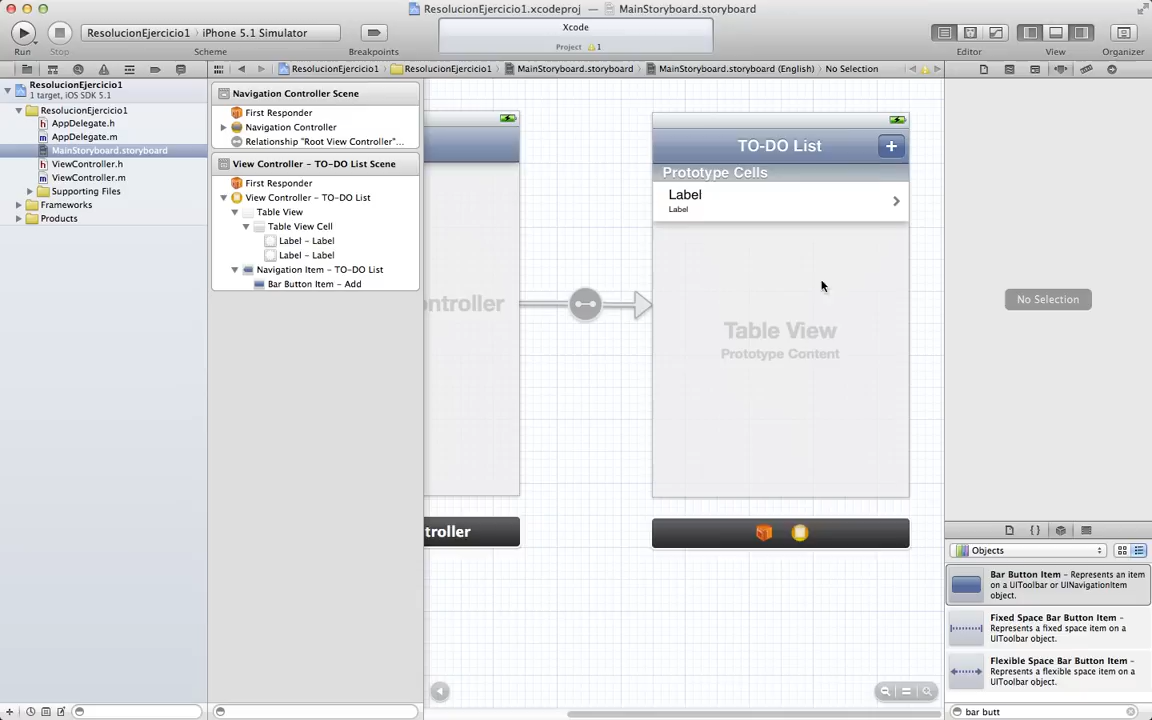 ResolucionEjercicio1.xcodeproj — MainStoryboard.storyboard
ResolucionEjercicio1 iPhone 5.1 Simulator
Xcode
Project 1
Run
Stop
Scheme
Breakpoints
Editor
View
Organizer
ResolucionEjercicio1
1 target, iOS SDK 5.1
ResolucionEjercicio1
AppDelegate.h
AppDelegate.m
MainStoryboard.storyboard
ViewController.h
ViewController.m
Supporting Files
Frameworks
Products
ResolucionEjercicio1 ResolucionEjercicio1 MainStoryboard.storyboard MainStoryboard.storyboard (English) No Selection
Navigation Controller Scene
First Responder
Navigation Controller
Relationship "Root View Controller"...
View Controller – TO-DO List Scene
First Responder
View Controller – TO-DO List
Table View
Table View Cell
Label – Label
Label – Label
Navigation Item – TO-DO List
Bar Button Item – Add
ontroller
troller
TO-DO List
+
Prototype Cells
Label
Label
Table View
Prototype Content
No Selection
Objects
Bar Button Item – Represents an item
on a UIToolbar or UINavigationItem
object.
Fixed Space Bar Button Item –
Represents a fixed space item on a
UIToolbar object.
Flexible Space Bar Button Item –
Represents a flexible space item on a
UIToolbar object.
bar butt